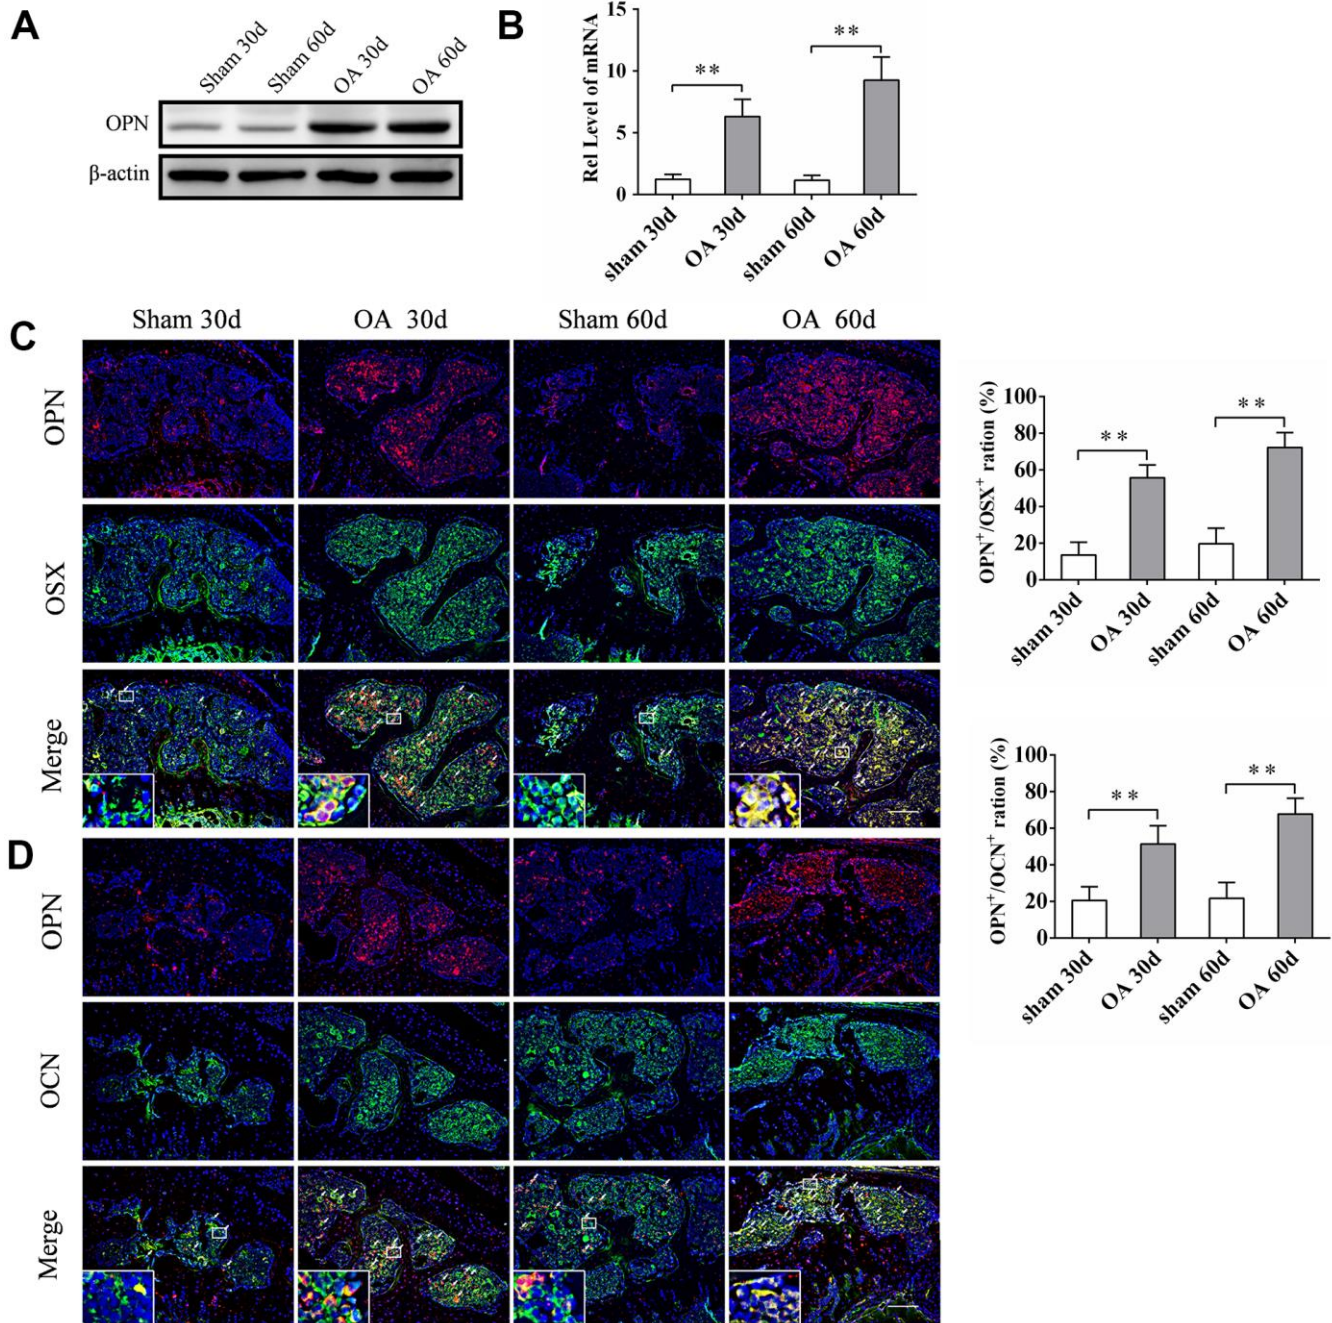 A
Sham 30d
Sham 60d
OA 30d
OA 60d
OPN
β-actin
B
Rel Level of mRNA
15
10
5
0
**
**
sham 30d
OA 30d
sham 60d
OA 60d
C
Sham 30d
OA 30d
Sham 60d
OA 60d
OPN
OSX
Merge
OPN⁺/OSX⁺ ration (%)
100
80
60
40
20
0
**
**
sham 30d
OA 30d
sham 60d
OA 60d
D
OPN
OCN
Merge
OPN⁺/OCN⁺ ration (%)
100
80
60
40
20
0
**
**
sham 30d
OA 30d
sham 60d
OA 60d